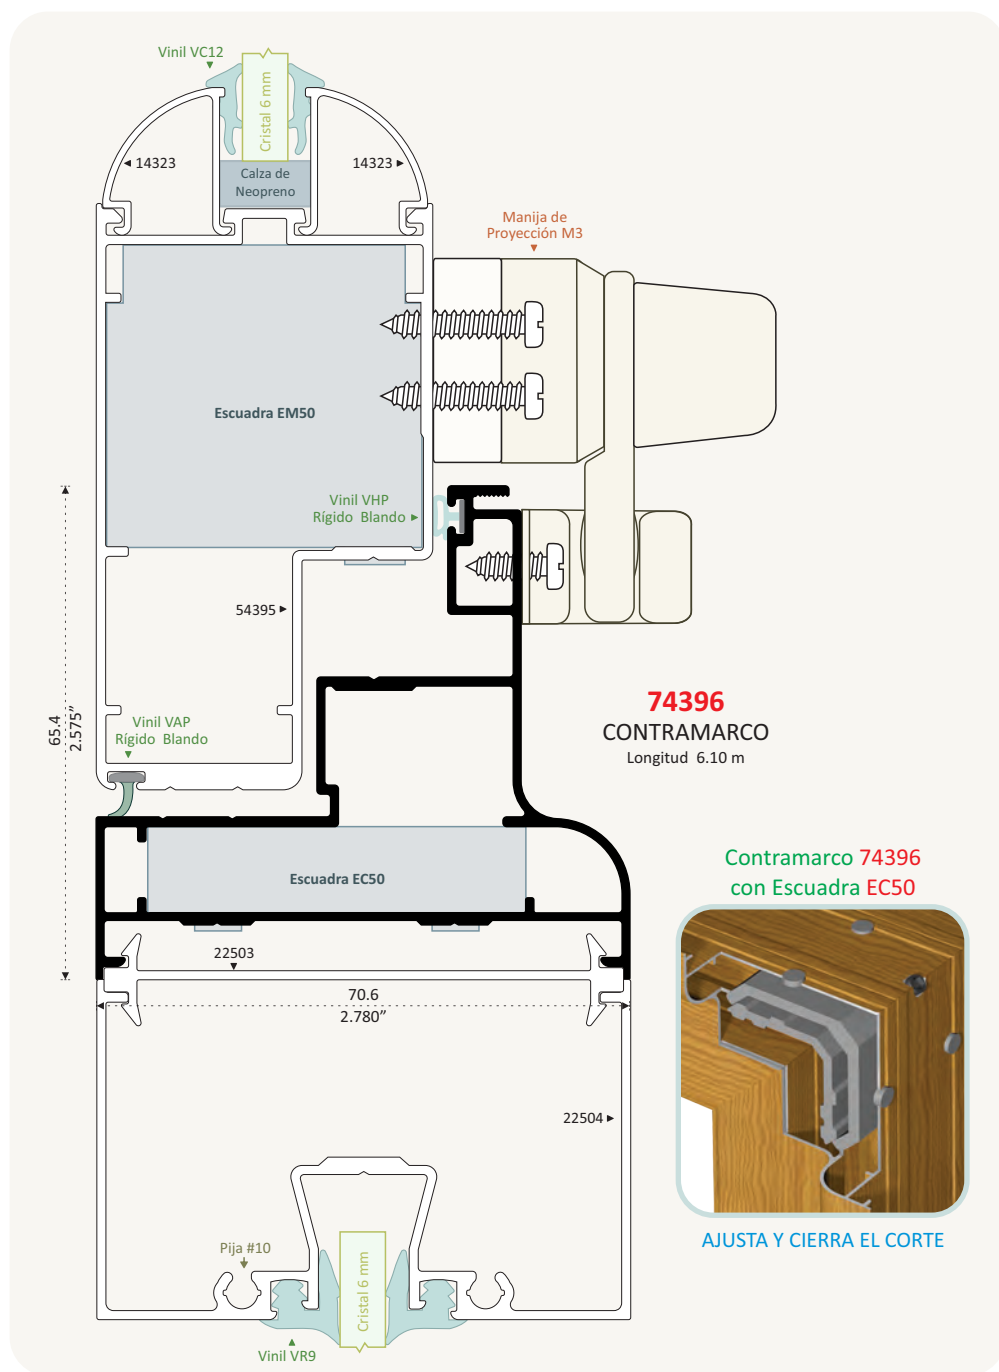 Vinil VC12
Cristal 6 mm
14323
14323
Calza de
Neopreno
Manija de
Proyección M3
Escuadra EM50
Vinil VHP
Rígido Blando
54395
65.4
2.575”
Vinil VAP
Rígido Blando
74396
CONTRAMARCO
Longitud 6.10 m
Escuadra EC50
Contramarco 74396
con Escuadra EC50
22503
70.6
2.780”
22504
AJUSTA Y CIERRA EL CORTE
Pija #10
Cristal 6 mm
Vinil VR9